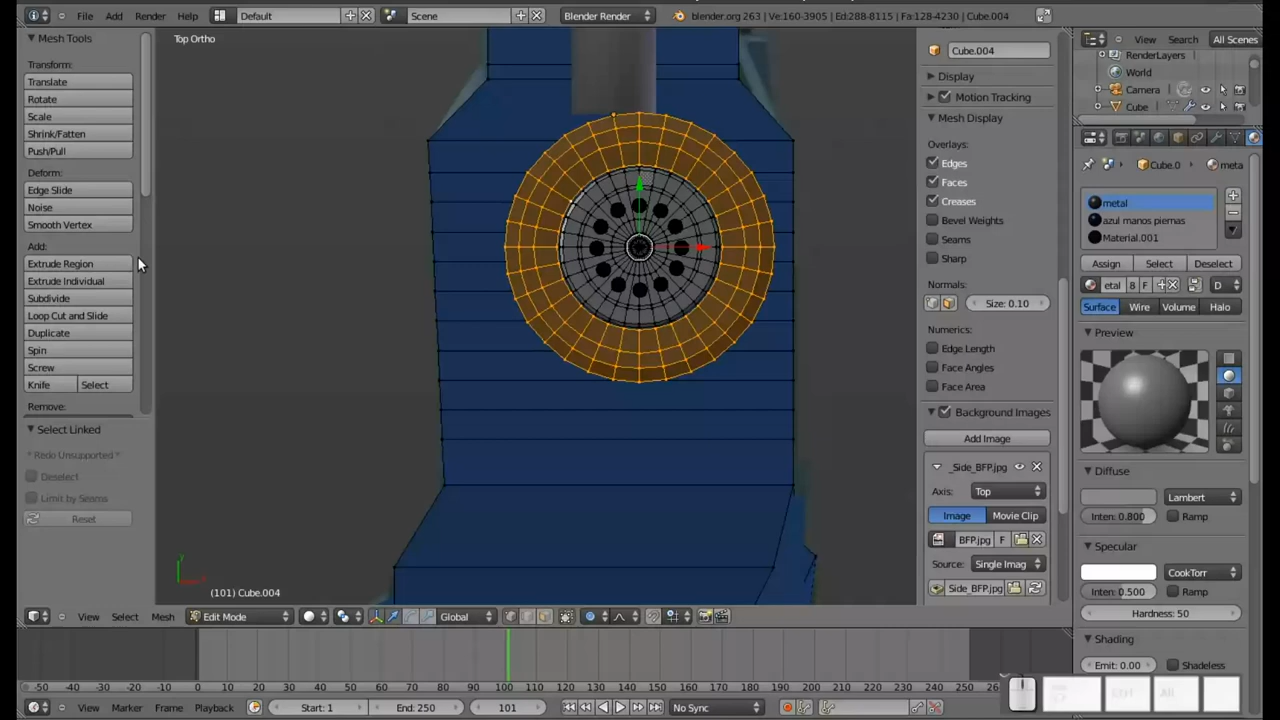 File Add Render Help Default Scene Blender Render blender.org 263 | Ve:160-3905 | Ed:288-8115 | Fa:128-4230 | Cube.004
Mesh Tools
Transform:
Translate
Rotate
Scale
Shrink/Fatten
Push/Pull
Deform:
Edge Slide
Noise
Smooth Vertex
Add:
Extrude Region
Extrude Individual
Subdivide
Loop Cut and Slide
Duplicate
Spin
Screw
Knife Select
Remove:
Select Linked
* Redo Unsupported *
Deselect
Limit by Seams
Reset
Top Ortho
(101) Cube.004
Cube.004
Display
Motion Tracking
Mesh Display
Overlays:
Edges
Faces
Creases
Bevel Weights
Seams
Sharp
Normals:
Size: 0.10
Numerics:
Edge Length
Face Angles
Face Area
Background Images
Add Image
_Side_BFP.jpg
Axis: Top
Image Movie Clip
BFP.jpg F
Source: Single Imag
Side_BFP.jpg
View Search All Scenes
RenderLayers
World
Camera
Cube
Cube.0 meta
metal
azul manos piernas
Material.001
Assign Select Deselect
etal 8 F D
Surface Wire Volume Halo
Preview
Diffuse
Lambert
Inten: 0.800 Ramp
Specular
CookTorr
Inten: 0.500 Ramp
Hardness: 50
Shading
Emit: 0.00 Shadeless
View Select Mesh Edit Mode Global
-50 -40 -30 -20 -10 0 10 20 30 40 50 60 70 80 90 100 110 120 130 140 150 160 170 180 190 200 210 220 230 240 250 26
View Marker Frame Playback Start: 1 End: 250 101 No Sync
Ctrl Al